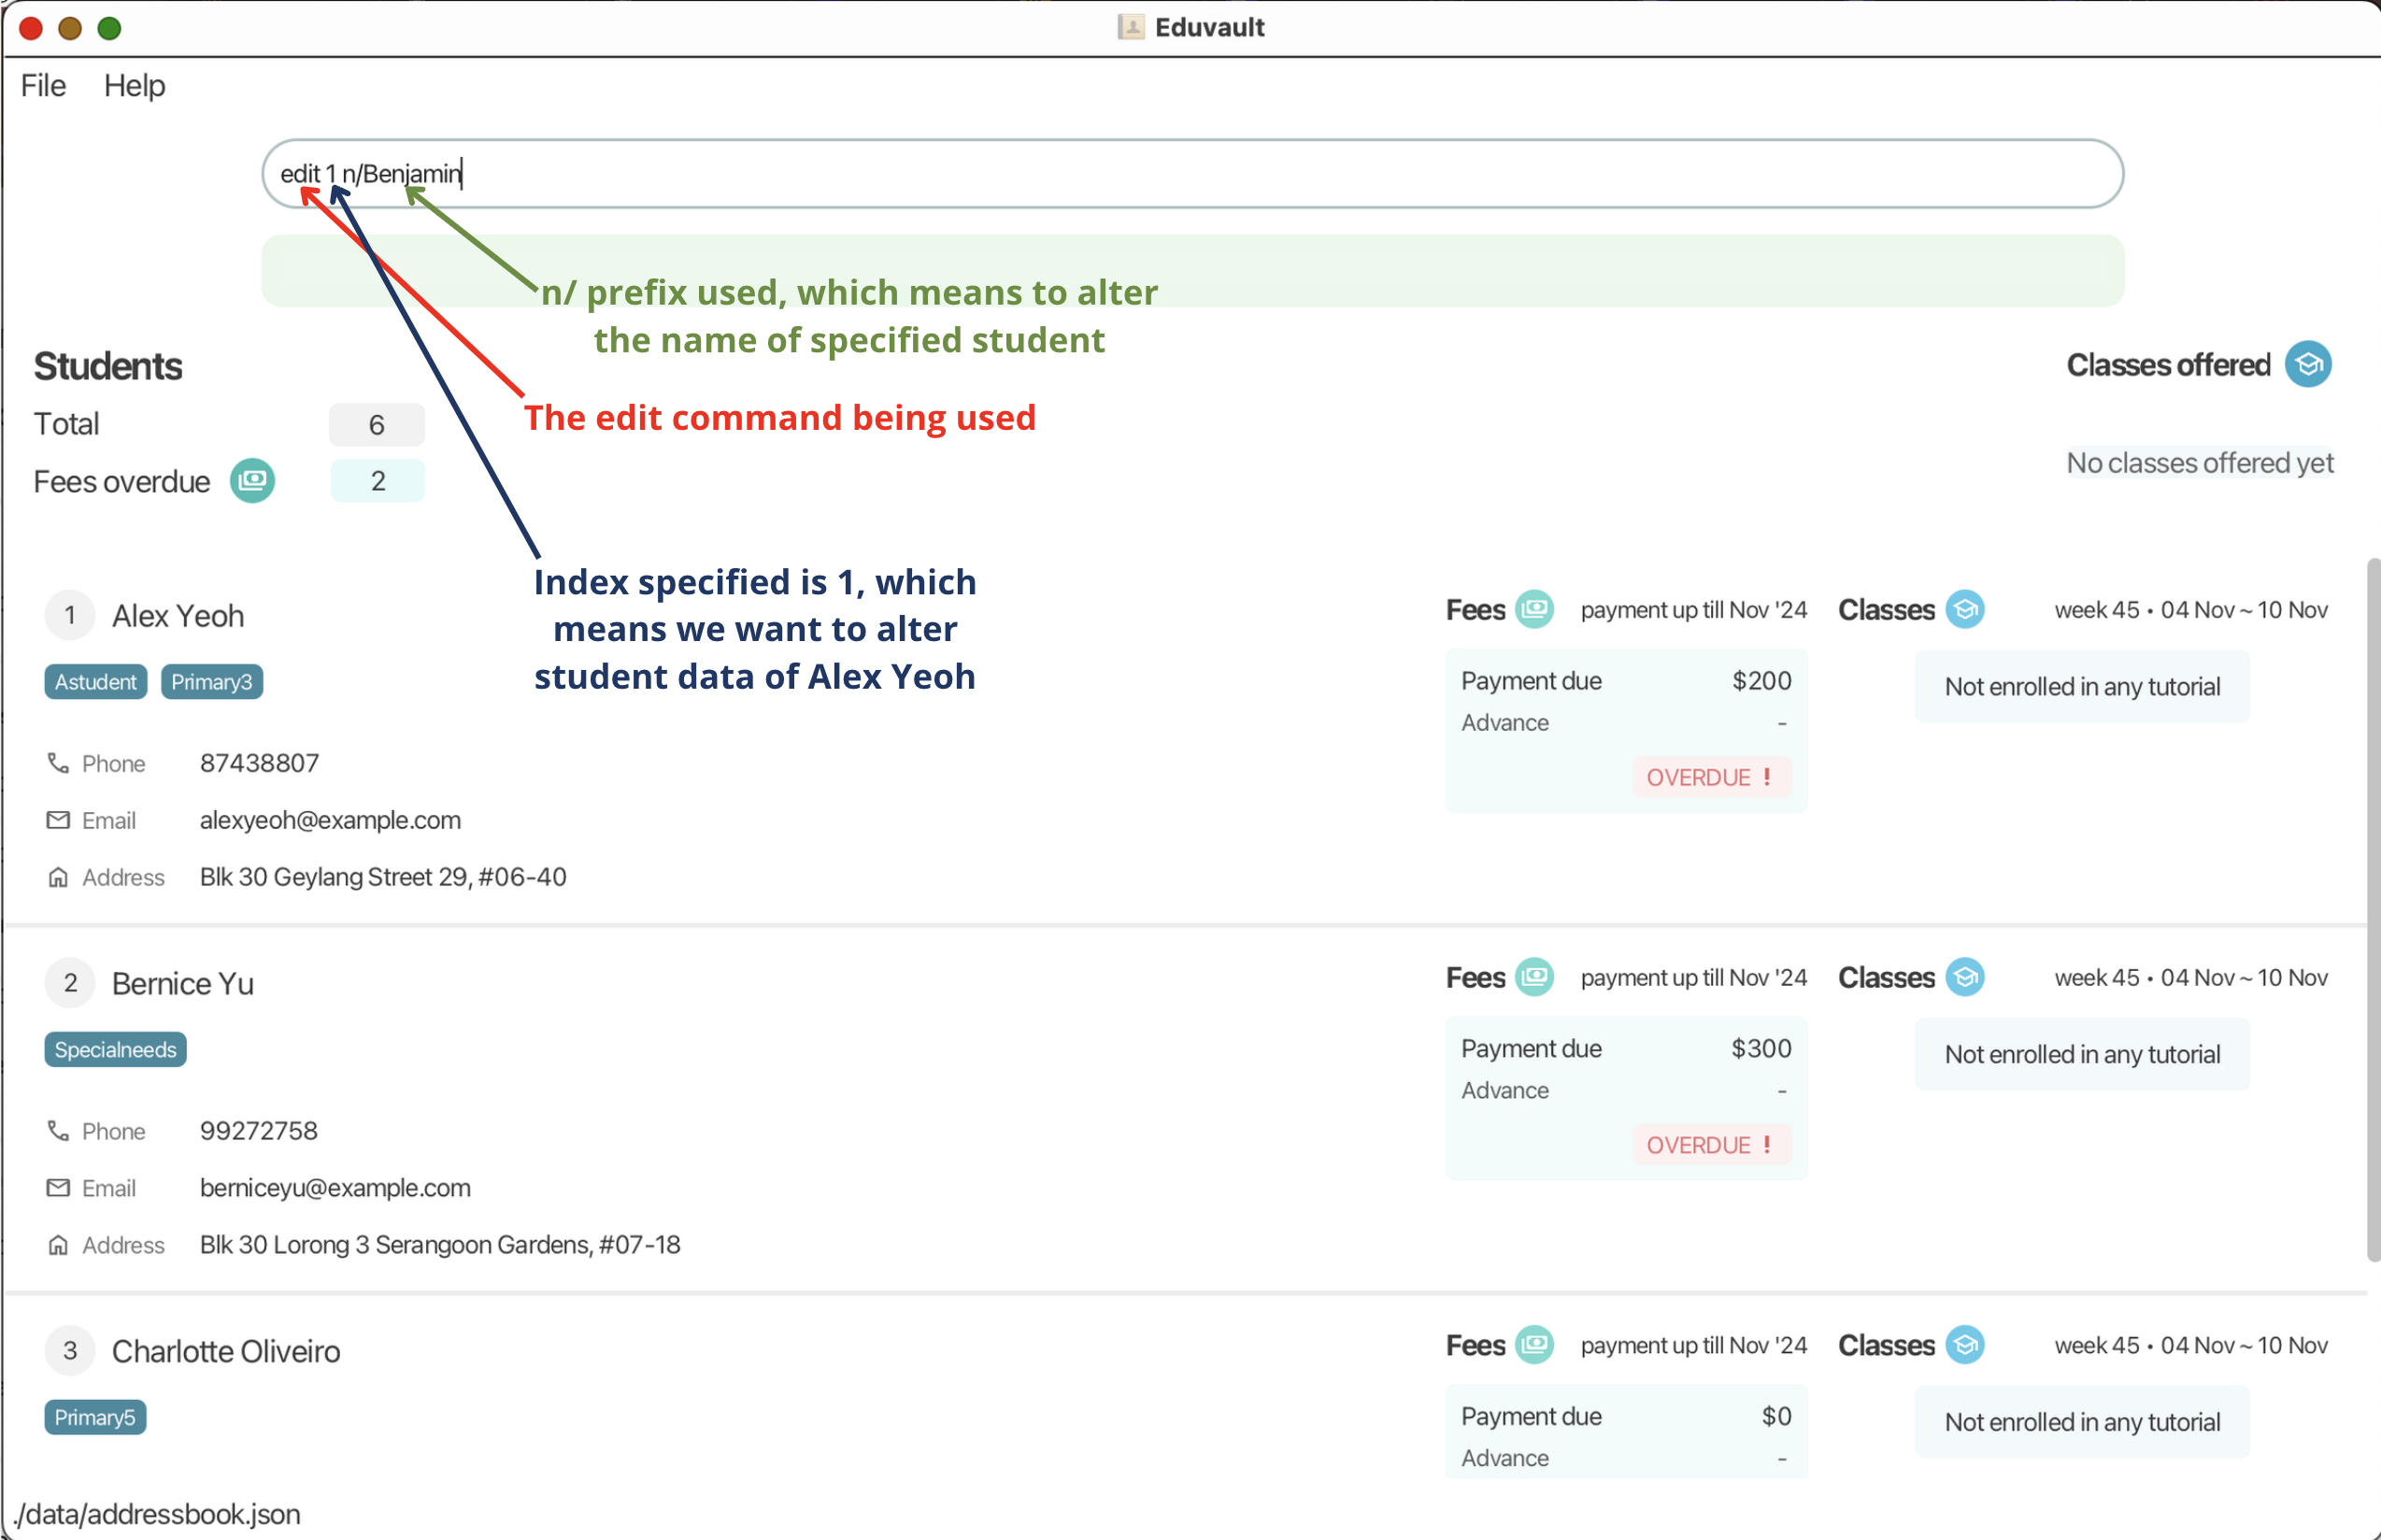 Eduvault
File Help
edit 1 n/Benjamin
n/ prefix used, which means to alter
the name of specified student
The edit command being used
Students
Total 6
Fees overdue 2
Classes offered
No classes offered yet
Index specified is 1, which
means we want to alter
student data of Alex Yeoh
1 Alex Yeoh
Astudent Primary3
Phone 87438807
Email alexyeoh@example.com
Address Blk 30 Geylang Street 29, #06-40
Fees payment up till Nov '24
Payment due $200
Advance -
OVERDUE !
Classes week 45 • 04 Nov ~ 10 Nov
Not enrolled in any tutorial
2 Bernice Yu
Specialneeds
Phone 99272758
Email berniceyu@example.com
Address Blk 30 Lorong 3 Serangoon Gardens, #07-18
Fees payment up till Nov '24
Payment due $300
Advance -
OVERDUE !
Classes week 45 • 04 Nov ~ 10 Nov
Not enrolled in any tutorial
3 Charlotte Oliveiro
Primary5
Fees payment up till Nov '24
Payment due $0
Advance -
Classes week 45 • 04 Nov ~ 10 Nov
Not enrolled in any tutorial
./data/addressbook.json